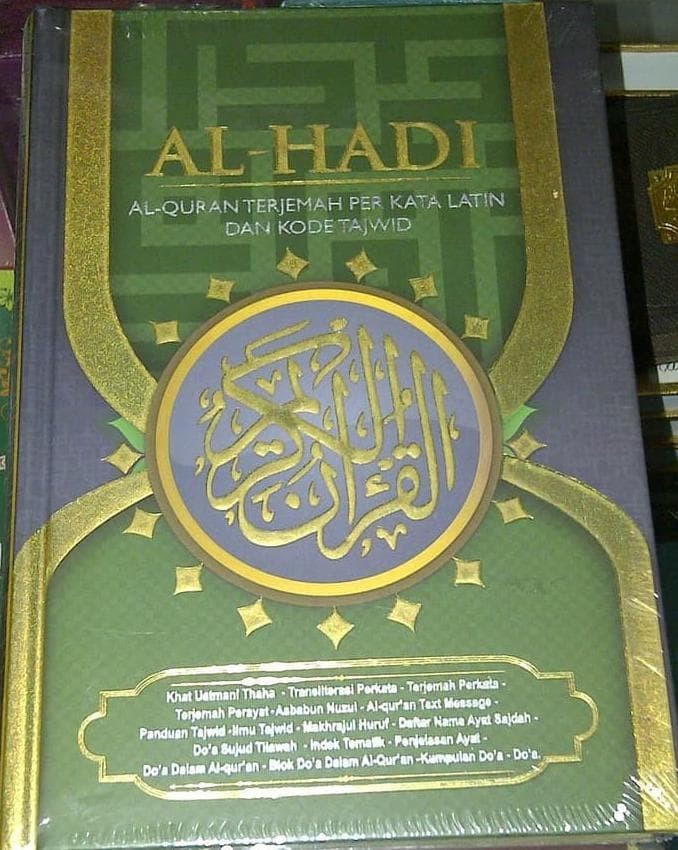 AL-HADI
AL-QURAN TERJEMAH PER KATA LATIN
DAN KODE TAJWID
القرآن الكريم
Khat Ustmani Thaha - Transliterasi Perkata - Terjemah Perkata -
Terjemah Perayat - Asbabun Nuzul - Al-qur'an Text Message -
Panduan Tajwid - Ilmu Tajwid - Makhrajul Huruf - Daftar Nama Ayat Sajdah -
Do'a Sujud Tilawah - Indek Tematik - Penjelasan Ayat -
Do'a Dalam Al-qur'an - Blok Do'a Dalam Al-Qur'an - Kumpulan Do'a - Do'a.